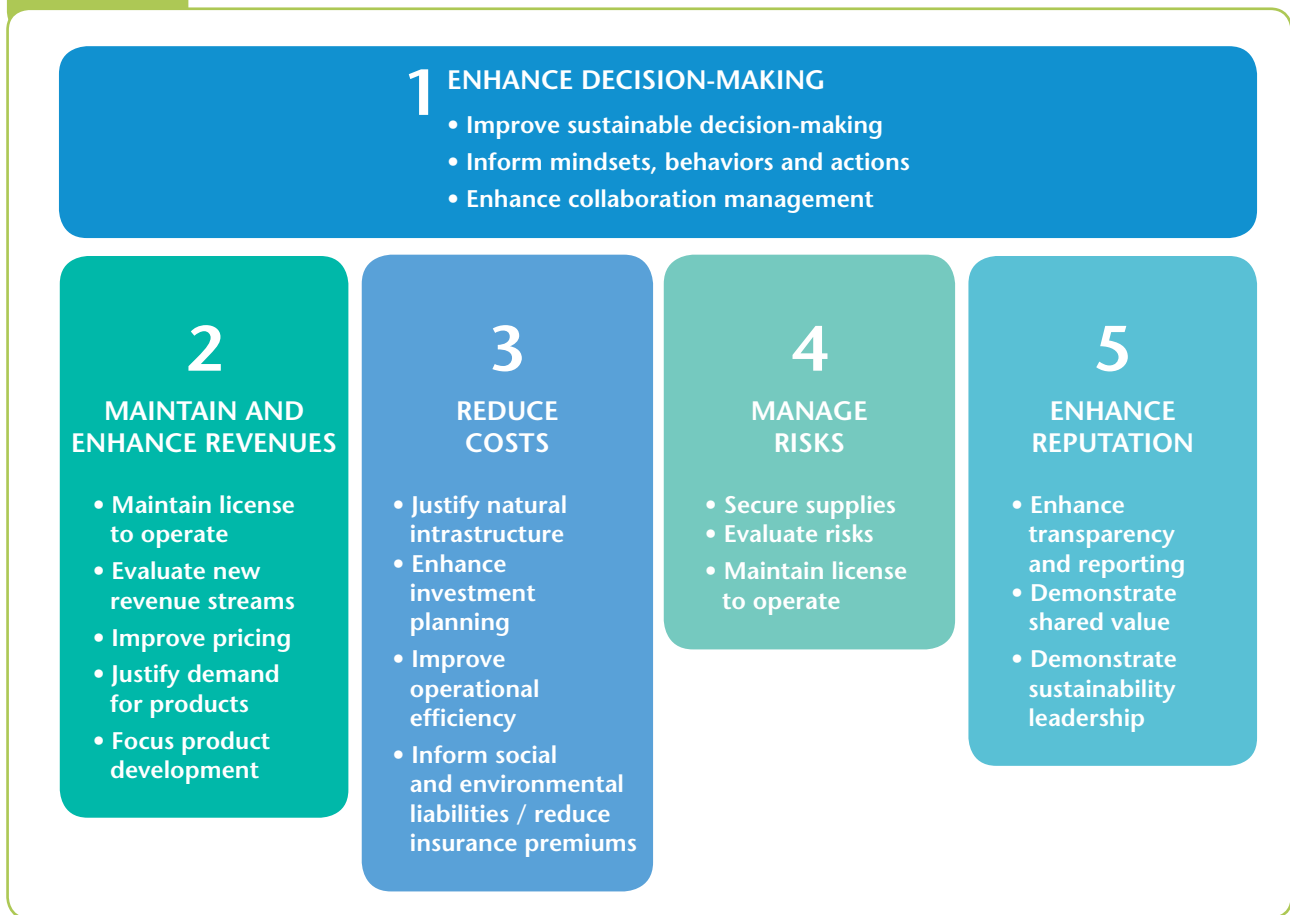 1
ENHANCE DECISION-MAKING
• Improve sustainable decision-making
• Inform mindsets, behaviors and actions
• Enhance collaboration management
2
MAINTAIN AND
ENHANCE REVENUES
• Maintain license
to operate
• Evaluate new
revenue streams
• Improve pricing
• Justify demand
for products
• Focus product
development
3
REDUCE
COSTS
• Justify natural
intrastructure
• Enhance
investment
planning
• Improve
operational
efficiency
• Inform social
and environmental
liabilities / reduce
insurance premiums
4
MANAGE
RISKS
• Secure supplies
• Evaluate risks
• Maintain license
to operate
5
ENHANCE
REPUTATION
• Enhance
transparency
and reporting
• Demonstrate
shared value
• Demonstrate
sustainability
leadership